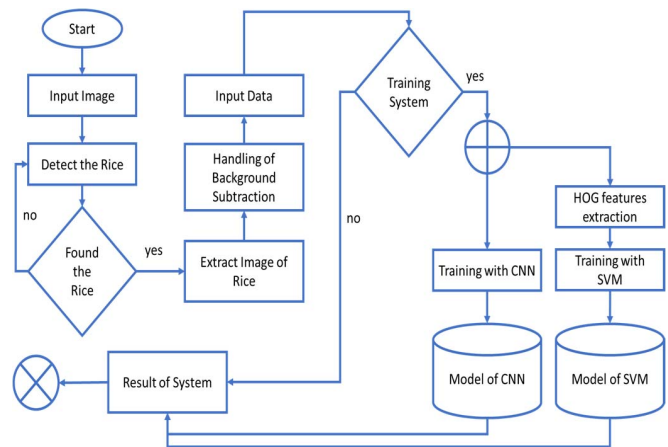 Start
Input Image
Detect the Rice
no
Found
the
Rice
yes
Extract Image of
Rice
Handling of
Background
Subtraction
Input Data
Training
System
yes
no
HOG features
extraction
Training with CNN
Training with
SVM
Model of CNN
Model of SVM
Result of System